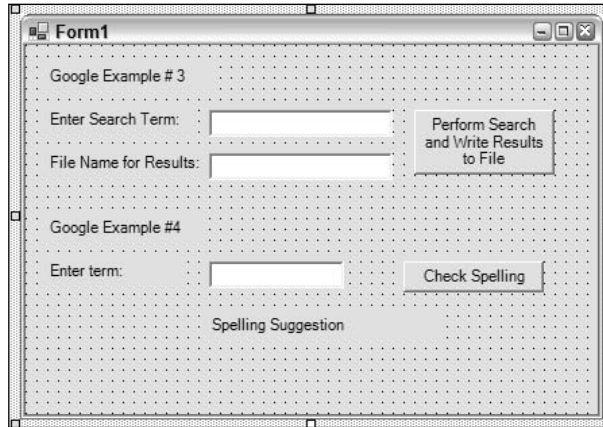 Form1
Google Example # 3
Enter Search Term:
Perform Search
and Write Results
to File
File Name for Results:
Google Example #4
Enter term:
Check Spelling
Spelling Suggestion